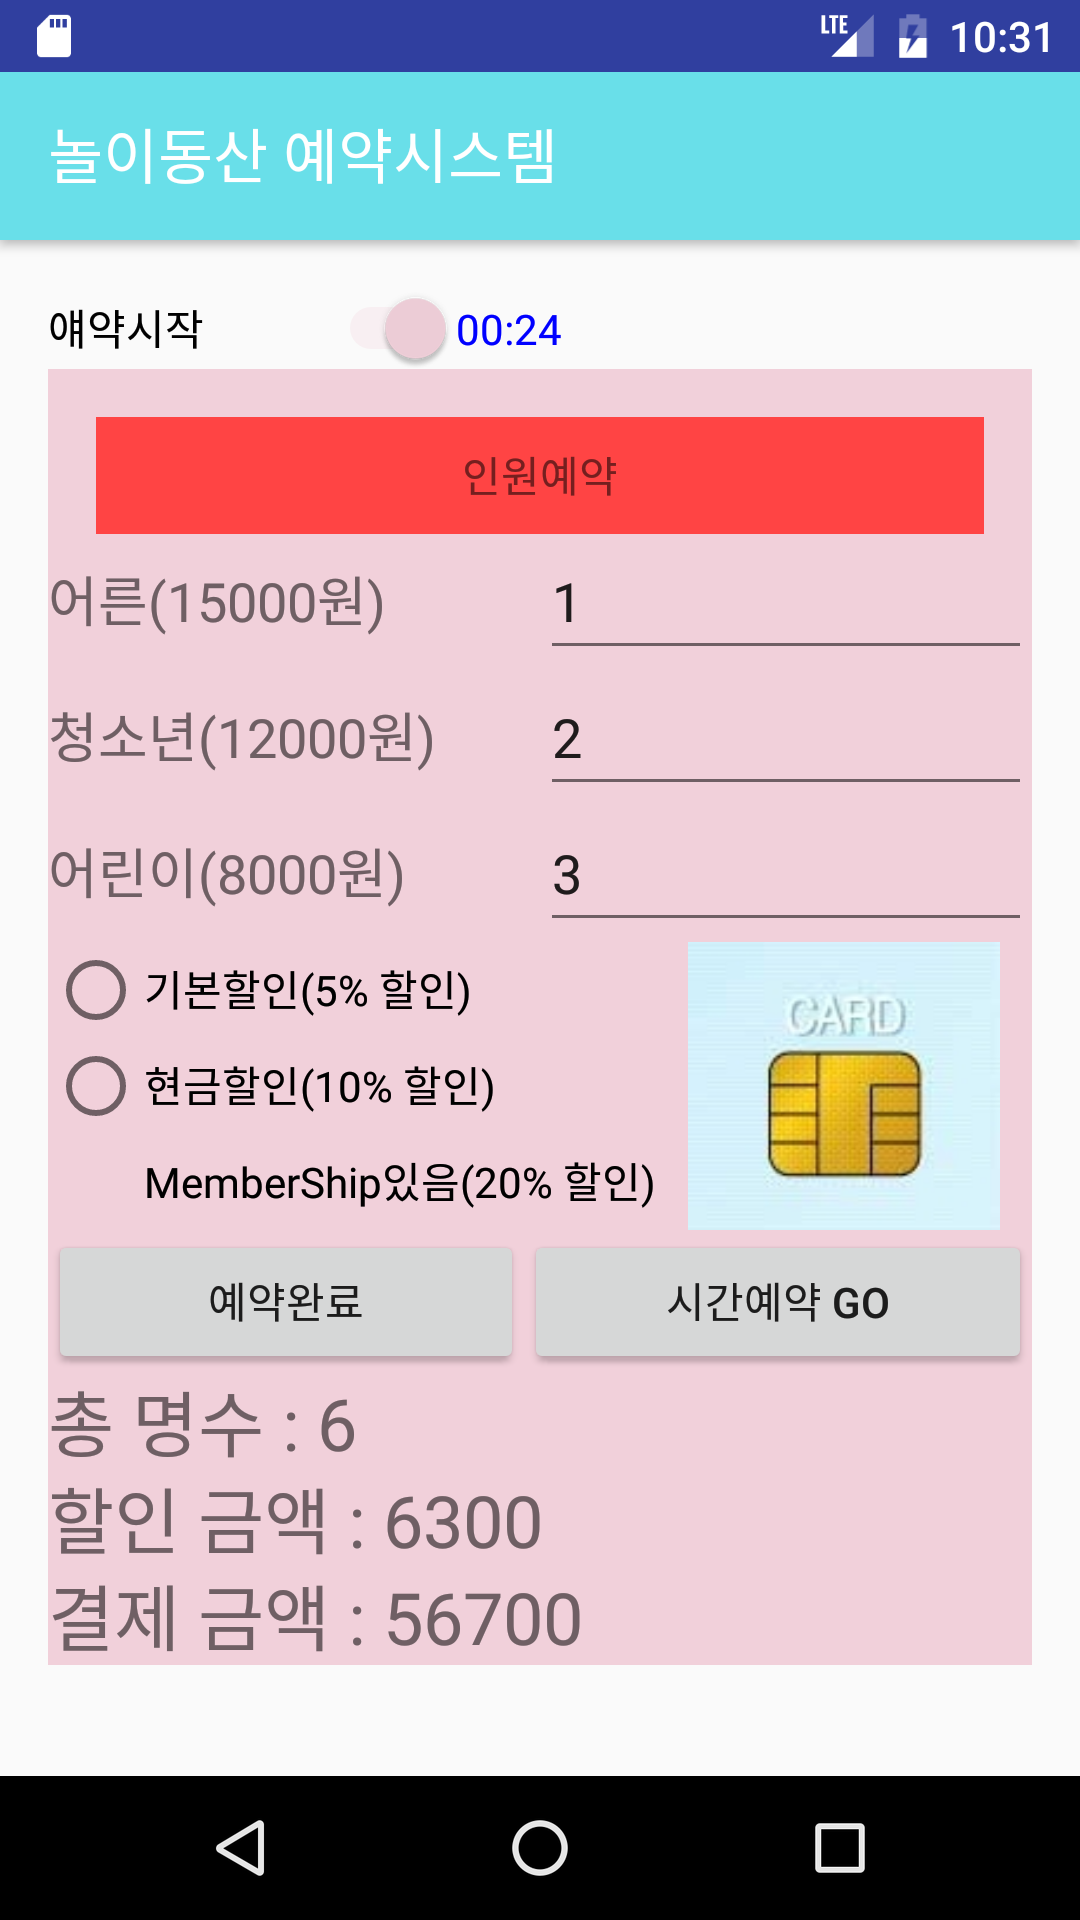 LTE 10:31
놀이동산 예약시스템
얘약시작 00:24
인원예약
어른(15000원) 1
청소년(12000원) 2
어린이(8000원) 3
기본할인(5% 할인)
CARD
현금할인(10% 할인)
MemberShip있음(20% 할인)
예약완료 시간예약 GO
총 명수 : 6
할인 금액 : 6300
결제 금액 : 56700